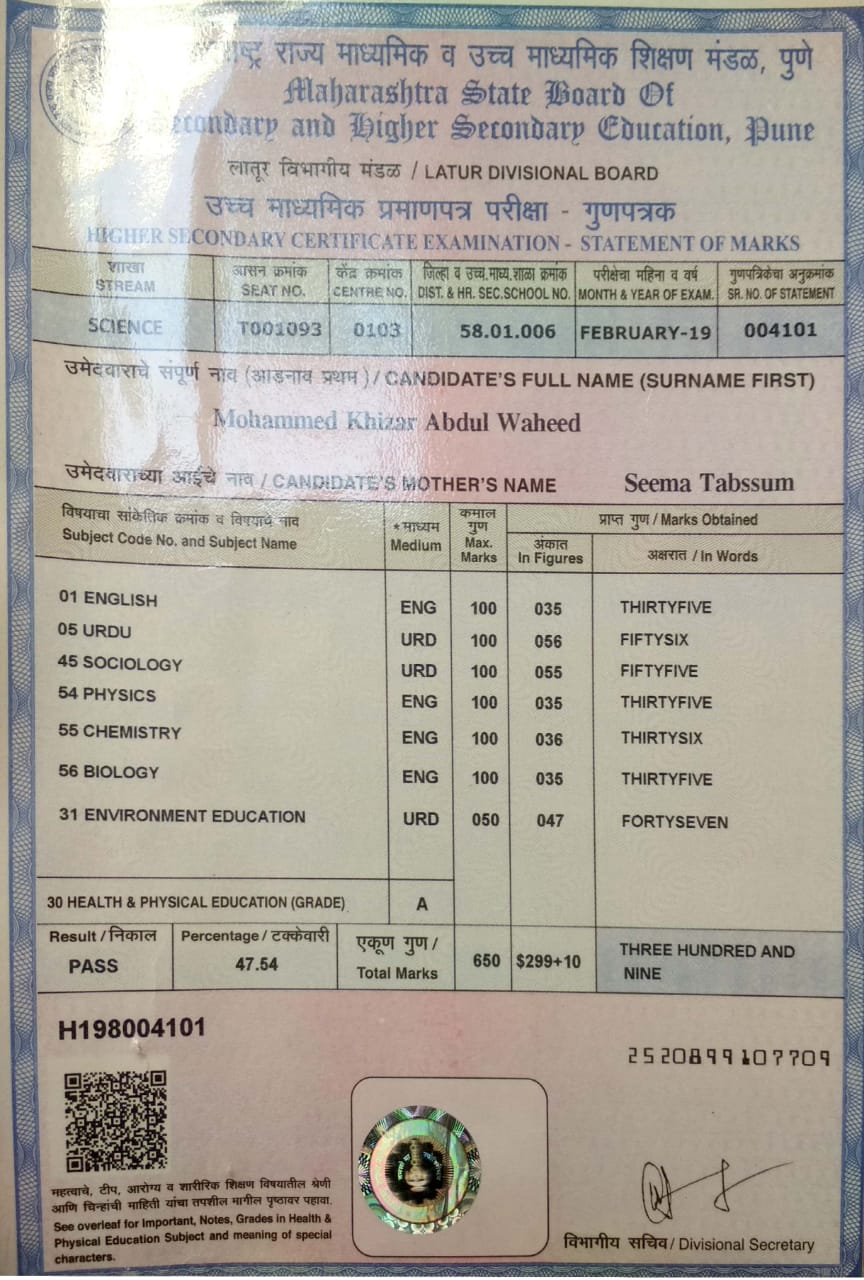 राज्य माध्यमिक व उच्च माध्यमिक शिक्षण मंडळ, पुणे
Maharashtra State Board Of
Secondary and Higher Secondary Education, Pune
लातूर विभागीय मंडळ / LATUR DIVISIONAL BOARD
उच्च माध्यमिक प्रमाणपत्र परीक्षा - गुणपत्रक
HIGHER SECONDARY CERTIFICATE EXAMINATION - STATEMENT OF MARKS
शाखा आसन क्रमांक केंद्र क्रमांक जिल्हा व उच्च.माध्य.शाळा क्रमांक परीक्षेचा महिना व वर्ष गुणपत्रिकेचा अनुक्रमांक
STREAM SEAT NO. CENTRE NO. DIST. & HR. SEC.SCHOOL NO. MONTH & YEAR OF EXAM. SR. NO. OF STATEMENT
SCIENCE T001093 0103 58.01.006 FEBRUARY-19 004101
उमेदवाराचे संपूर्ण नाव (आडनाव प्रथम) / CANDIDATE'S FULL NAME (SURNAME FIRST)
Mohammed Khizar Abdul Waheed
उमेदवाराच्या आईचे नाव / CANDIDATE'S MOTHER'S NAME Seema Tabssum
विषयाचा सांकेतिक क्रमांक व विषयाचे नाव
Subject Code No. and Subject Name
*माध्यम
Medium
कमाल
गुण
Max.
Marks
प्राप्त गुण / Marks Obtained
अंकात
In Figures
अक्षरात / In Words
01 ENGLISH ENG 100 035 THIRTYFIVE
05 URDU URD 100 056 FIFTYSIX
45 SOCIOLOGY URD 100 055 FIFTYFIVE
54 PHYSICS ENG 100 035 THIRTYFIVE
55 CHEMISTRY ENG 100 036 THIRTYSIX
56 BIOLOGY ENG 100 035 THIRTYFIVE
31 ENVIRONMENT EDUCATION URD 050 047 FORTYSEVEN
30 HEALTH & PHYSICAL EDUCATION (GRADE) A
Result / निकाल
PASS
Percentage / टक्केवारी
47.54
एकूण गुण /
Total Marks
650 $299+10
THREE HUNDRED AND
NINE
H198004101
2520899107709
महत्वाचे, टीप, आरोग्य व शारीरिक शिक्षण विषयातील श्रेणी
आणि चिन्हांची माहिती यांचा तपशील मागील पृष्ठावर पहावा.
See overleaf for Important, Notes, Grades in Health &
Physical Education Subject and meaning of special
characters.
विभागीय सचिव / Divisional Secretary